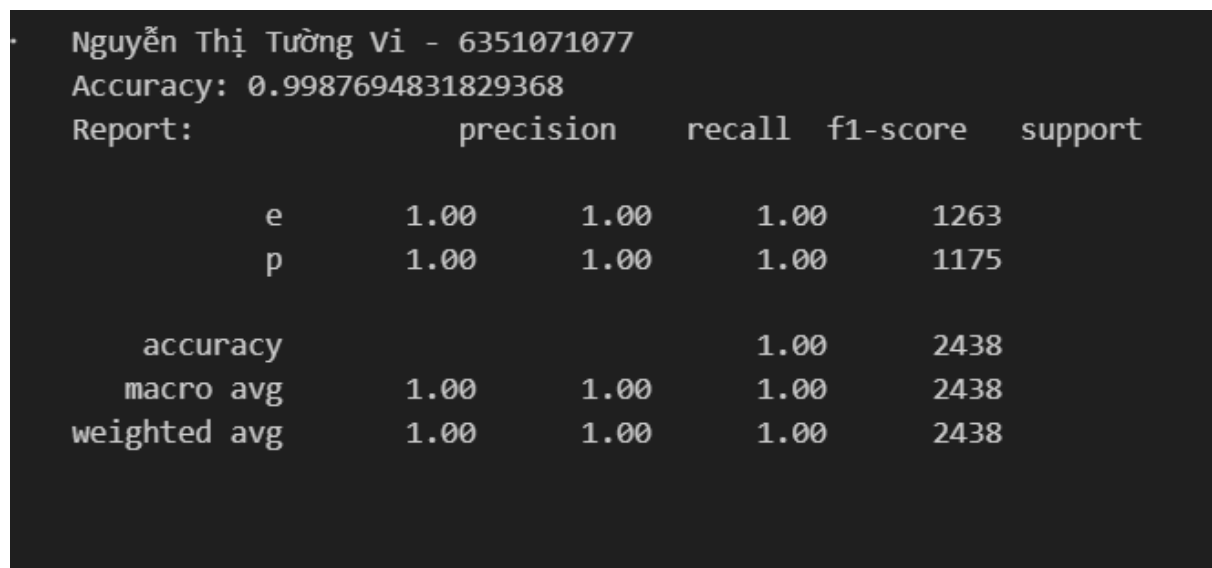 Nguyễn Thị Tường Vi - 6351071077
Accuracy: 0.9987694831829368
Report:               precision    recall  f1-score   support

           e       1.00      1.00      1.00      1263
           p       1.00      1.00      1.00      1175

    accuracy                           1.00      2438
   macro avg       1.00      1.00      1.00      2438
weighted avg       1.00      1.00      1.00      2438